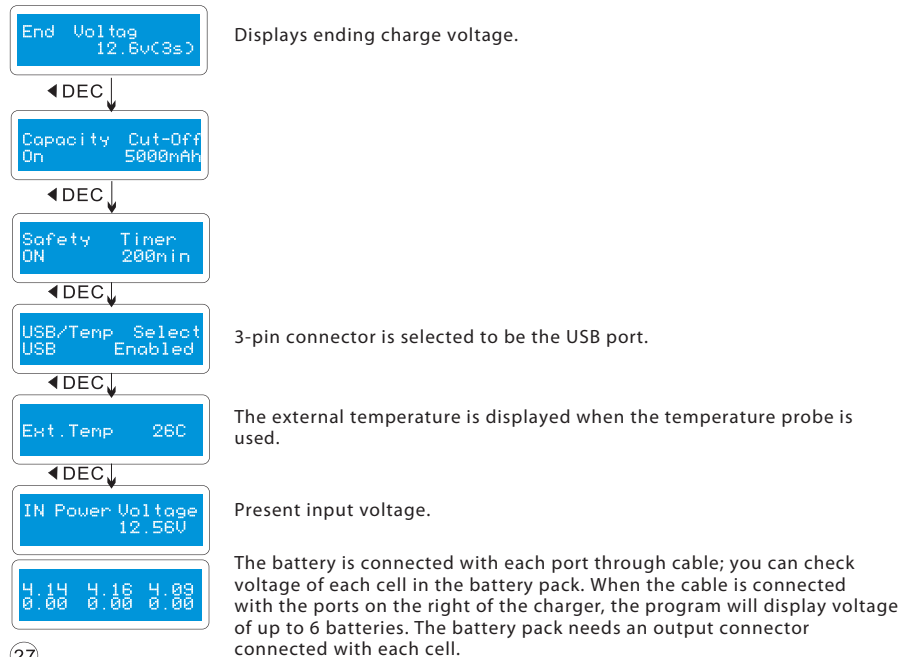 End Voltag
12.6v(3s)
Displays ending charge voltage.
◀DEC
Capacity Cut-Off
On 5000mAh
◀DEC
Safety Timer
ON 200min
◀DEC
USB/Temp Select
USB Enabled
3-pin connector is selected to be the USB port.
◀DEC
Ext.Temp 26C
The external temperature is displayed when the temperature probe is
used.
◀DEC
IN Power Voltage
12.56V
Present input voltage.
4.14 4.16 4.09
0.00 0.00 0.00
The battery is connected with each port through cable; you can check
voltage of each cell in the battery pack. When the cable is connected
with the ports on the right of the charger, the program will display voltage
of up to 6 batteries. The battery pack needs an output connector
connected with each cell.
27